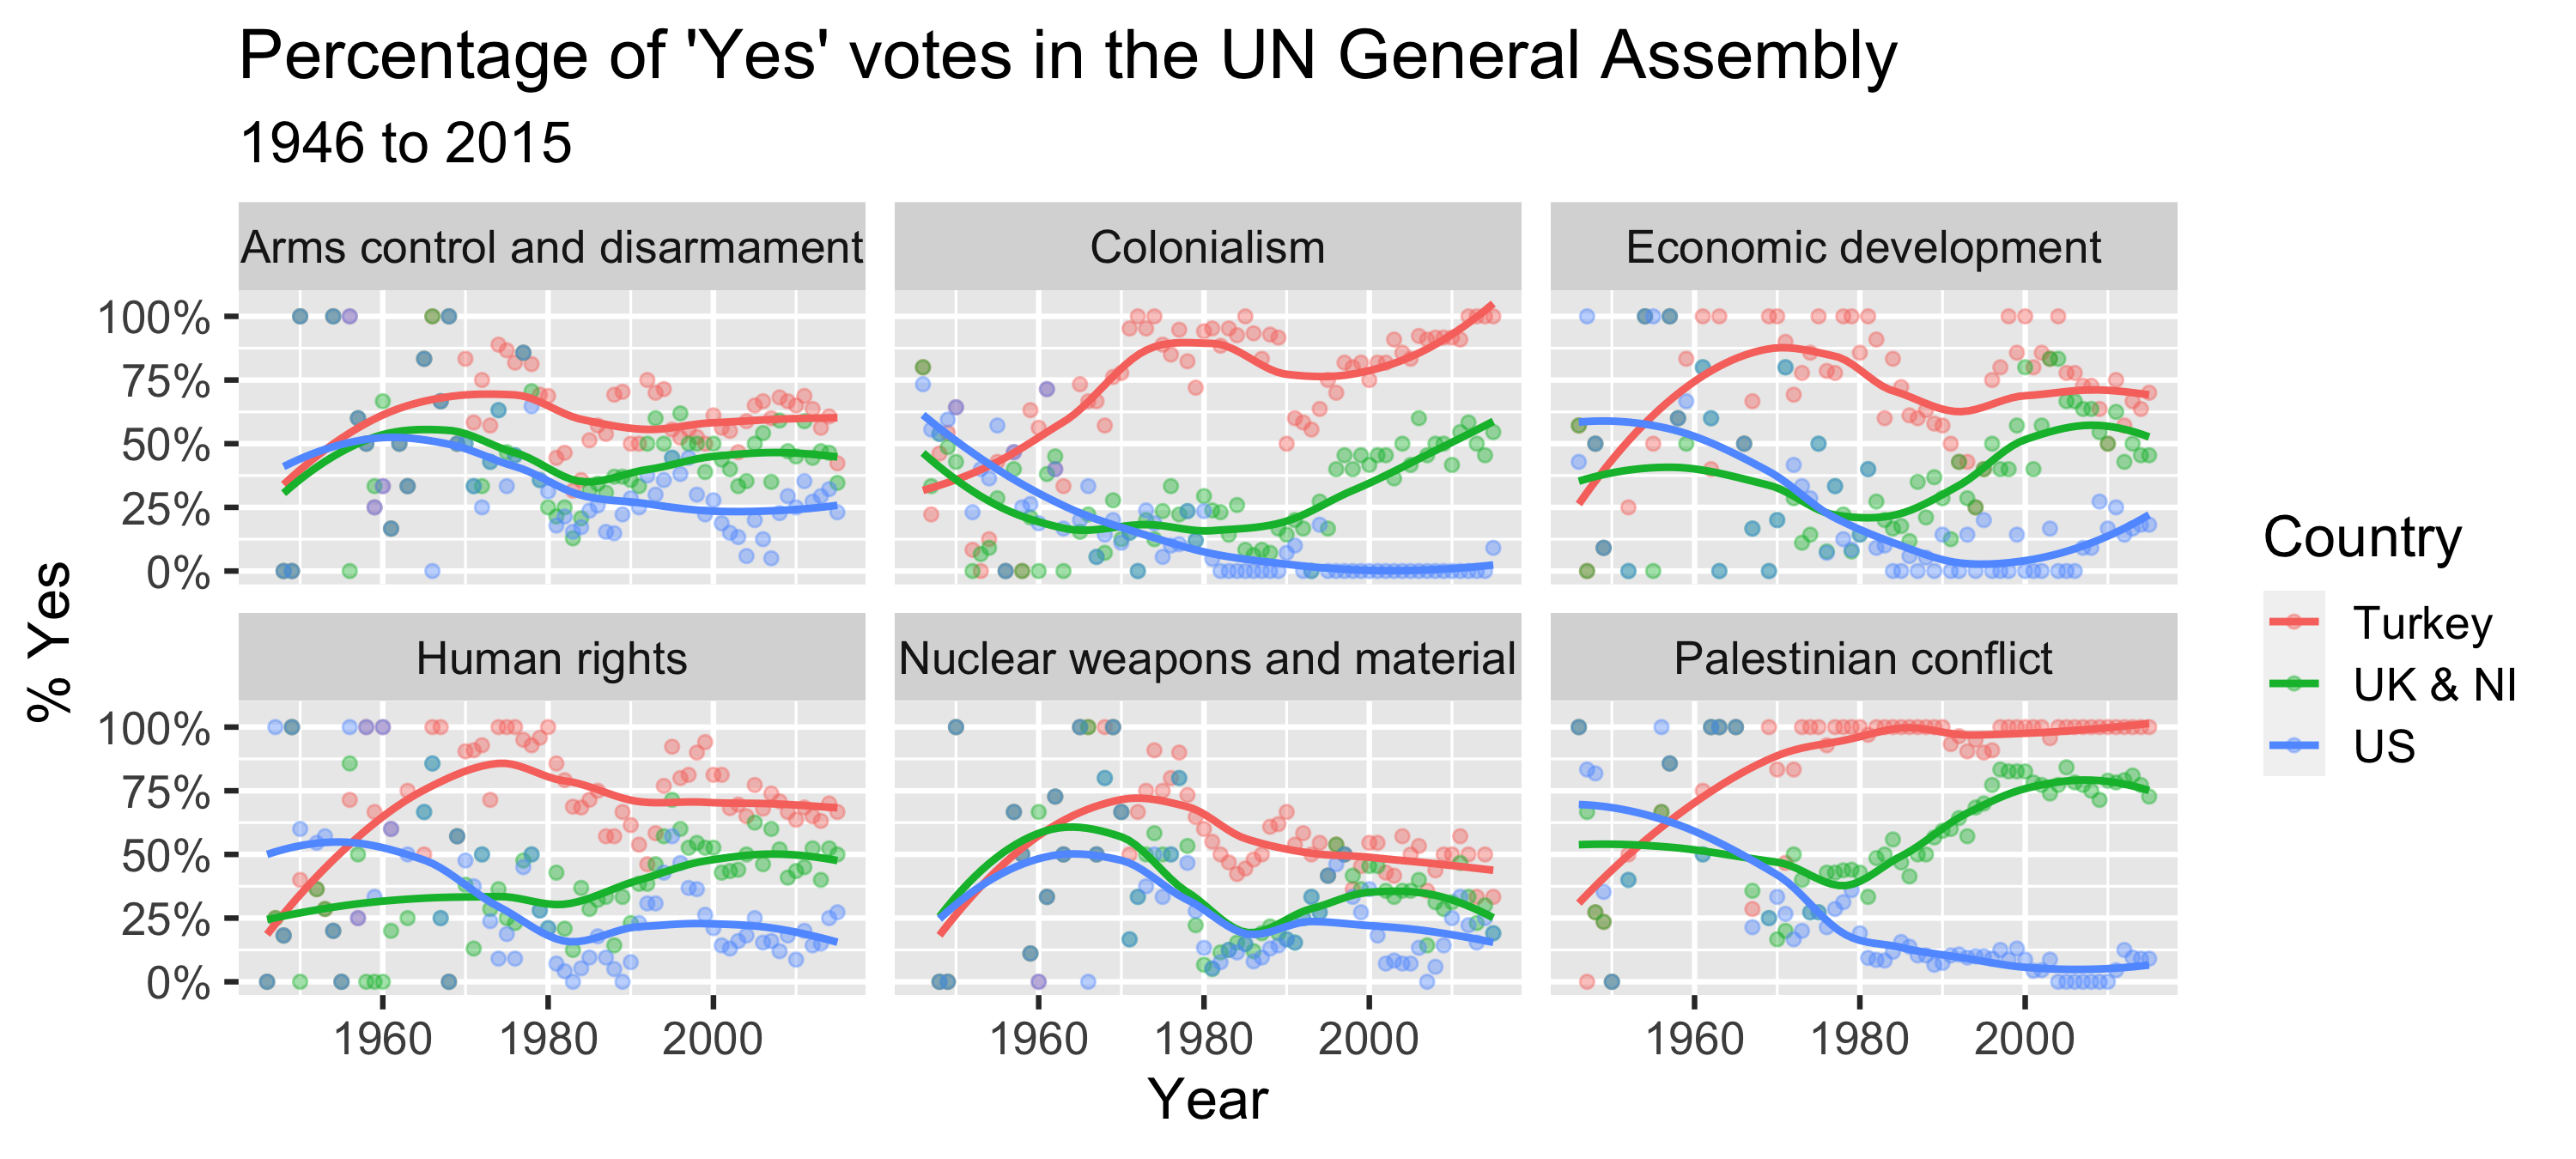 Percentage of 'Yes' votes in the UN General Assembly
1946 to 2015
Arms control and disarmament
Colonialism
Economic development
100%
75%
50%
25%
0%
Human rights
Nuclear weapons and material
Palestinian conflict
100%
75%
50%
25%
0%
1960 1980 2000
1960 1980 2000
1960 1980 2000
% Yes
Year
Country
Turkey
UK & NI
US